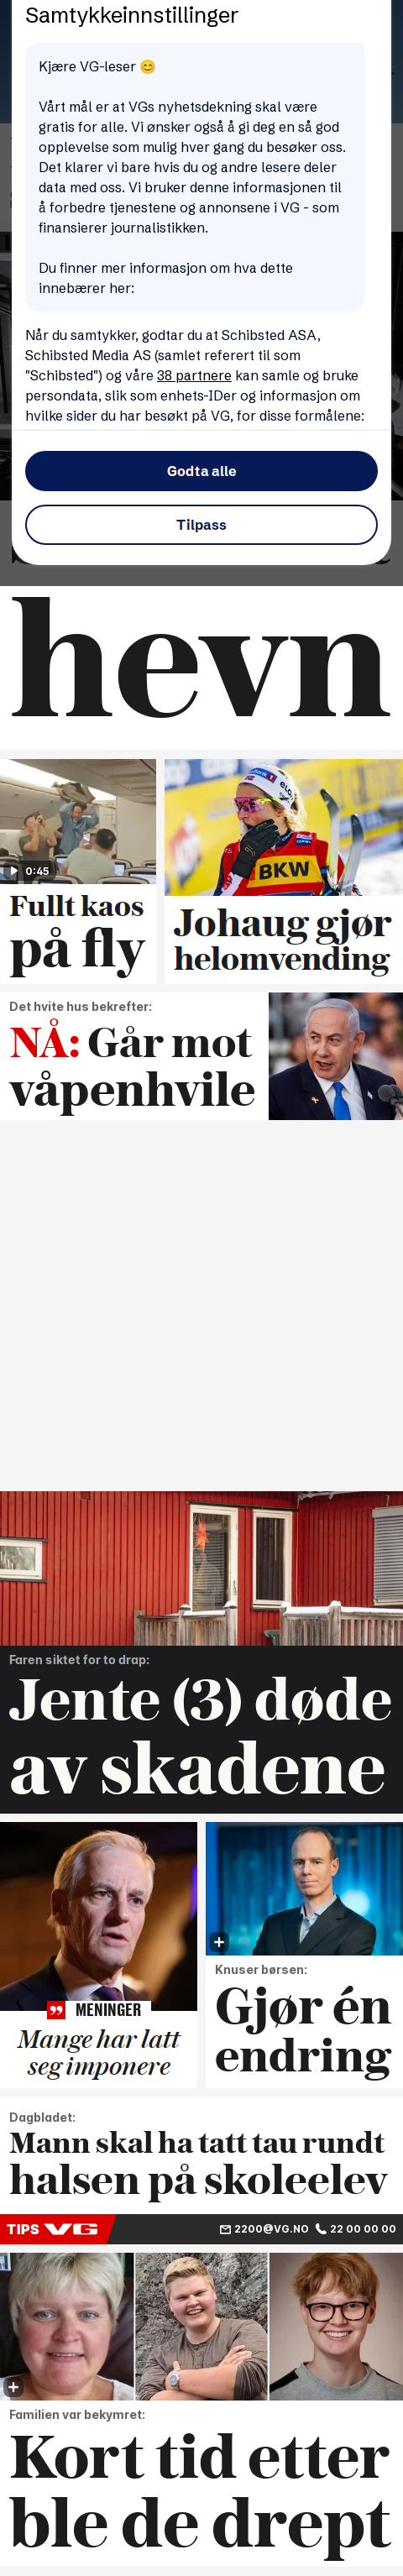 Samtykkeinnstillinger
Kjære VG-leser 😊
Vårt mål er at VGs nyhetsdekning skal være
gratis for alle. Vi ønsker også å gi deg en så god
opplevelse som mulig hver gang du besøker oss.
Det klarer vi bare hvis du og andre lesere deler
data med oss. Vi bruker denne informasjonen til
å forbedre tjenestene og annonsene i VG - som
finansierer journalistikken.
Du finner mer informasjon om hva dette
innebærer her:
Når du samtykker, godtar du at Schibsted ASA,
Schibsted Media AS (samlet referert til som
"Schibsted") og våre 38 partnere kan samle og bruke
persondata, slik som enhets-IDer og informasjon om
hvilke sider du har besøkt på VG, for disse formålene:
Godta alle
Tilpass
hevn
0:45
Fullt kaos
på fly
BKW
Johaug gjør
helomvending
Det hvite hus bekrefter:
NÅ: Går mot
våpenhvile
Faren siktet for to drap:
Jente (3) døde
av skadene
MENINGER
Mange har latt
seg imponere
Knuser børsen:
Gjør én
endring
Dagbladet:
Mann skal ha tatt tau rundt
halsen på skoleelev
TIPS VG 2200@VG.NO 22 00 00 00
Familien var bekymret:
Kort tid etter
ble de drept